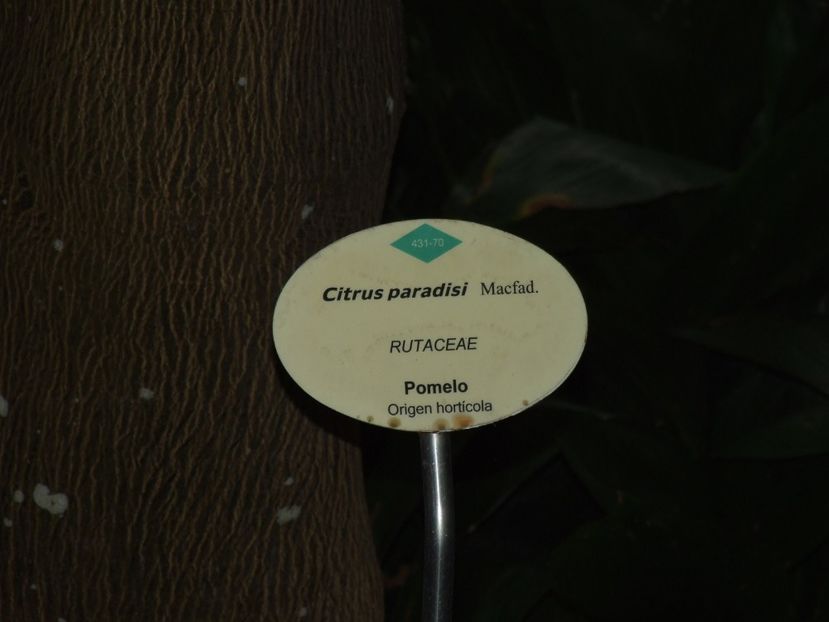 431-70
Citrus paradisi Macfad.
RUTACEAE
Pomelo
Origen hortícola